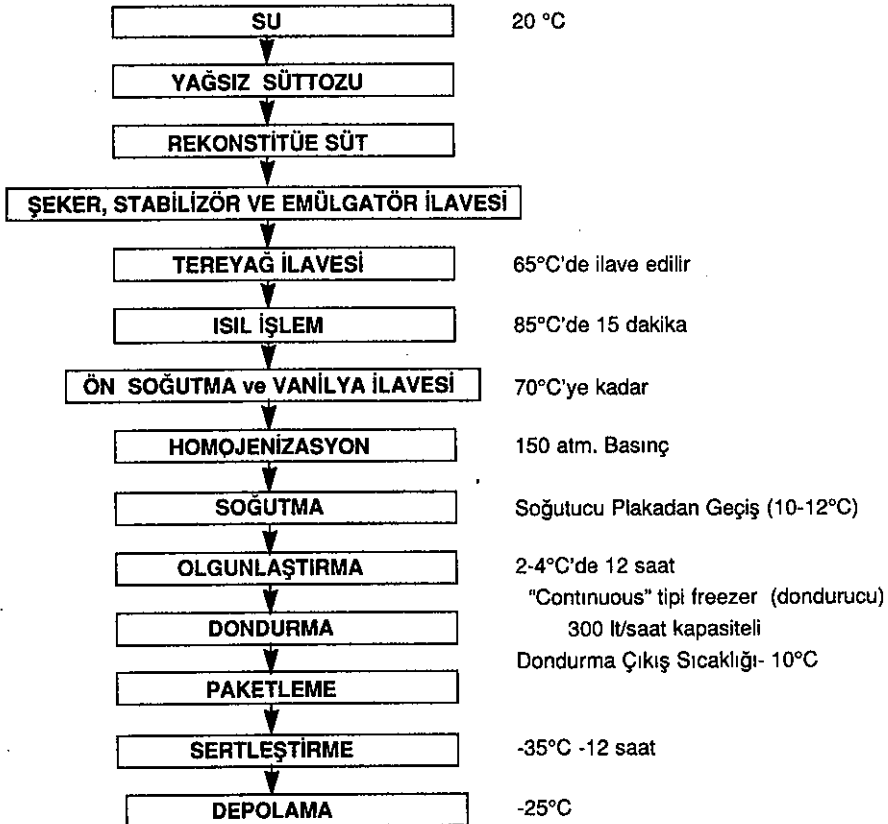 SU 20 °C
YAĞSIZ SÜTTOZU
REKONSTİTÜE SÜT
ŞEKER, STABİLİZÖR VE EMÜLGATÖR İLAVESİ
TEREYAĞ İLAVESİ 65°C'de ilave edilir
ISIL İŞLEM 85°C'de 15 dakika
ÖN SOĞUTMA ve VANİLYA İLAVESİ 70°C'ye kadar
HOMOJENİZASYON 150 atm. Basınç
SOĞUTMA Soğutucu Plakadan Geçiş (10-12°C)
OLGUNLAŞTIRMA 2-4°C'de 12 saat
"Contınuous" tipi freezer (dondurucu)
DONDURMA 300 lt/saat kapasiteli
Dondurma Çıkış Sıcaklığı- 10°C
PAKETLEME
SERTLEŞTİRME -35°C -12 saat
DEPOLAMA -25°C